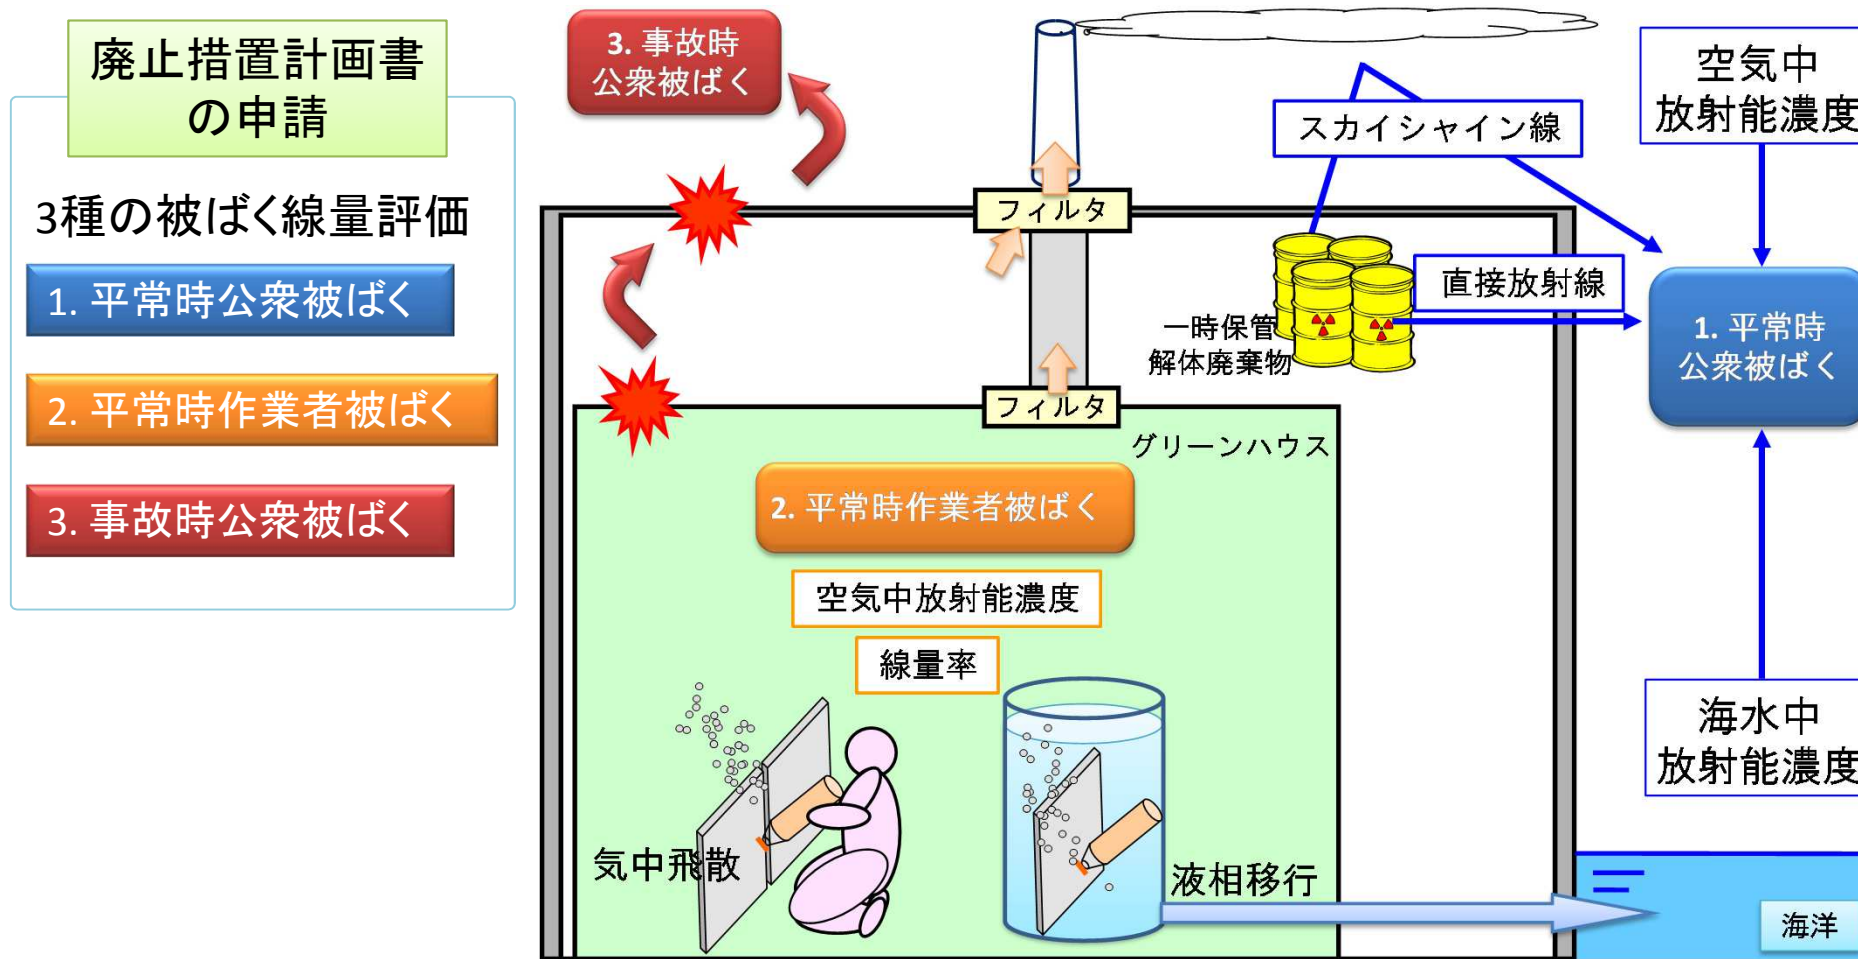 廃止措置計画書
の申請
3種の被ばく線量評価
1. 平常時公衆被ばく
2. 平常時作業者被ばく
3. 事故時公衆被ばく
3. 事故時
公衆被ばく
スカイシャイン線
空気中
放射能濃度
フィルタ
直接放射線
一時保管
解体廃棄物
1. 平常時
公衆被ばく
フィルタ
グリーンハウス
2. 平常時作業者被ばく
空気中放射能濃度
線量率
海水中
放射能濃度
気中飛散
液相移行
海洋